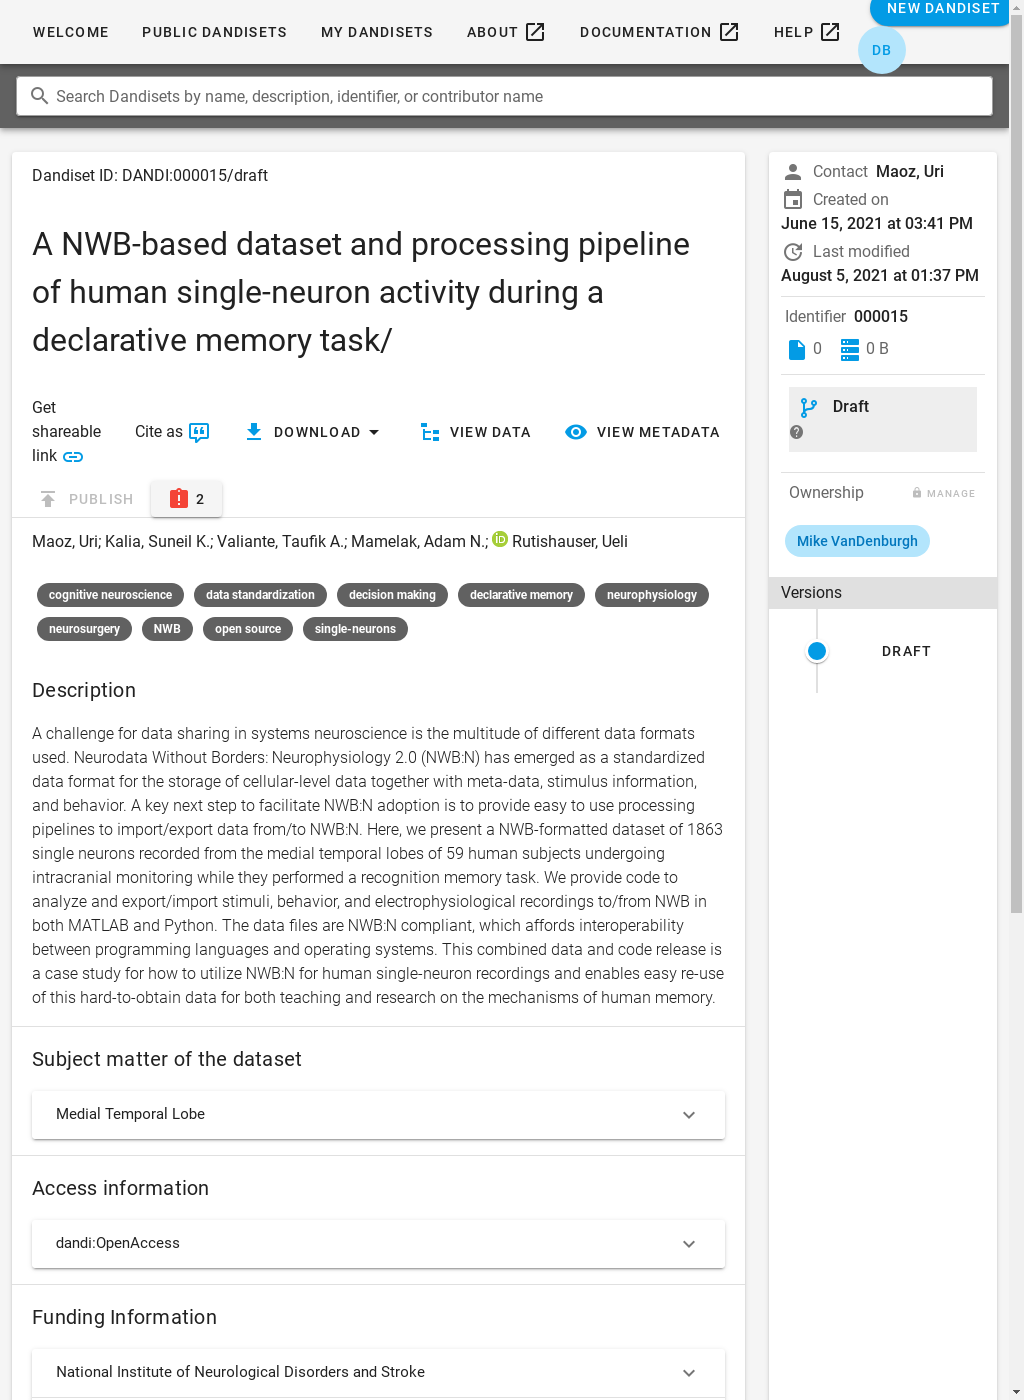 WELCOME
PUBLIC DANDISETS
MY DANDISETS
ABOUT
DOCUMENTATION
HELP
NEW DANDISET
DB
Search Dandisets by name, description, identifier, or contributor name
Dandiset ID: DANDI:000015/draft
A NWB-based dataset and processing pipeline
of human single-neuron activity during a
declarative memory task/
Get
shareable
link
Cite as
DOWNLOAD
VIEW DATA
VIEW METADATA
PUBLISH
2
Maoz, Uri; Kalia, Suneil K.; Valiante, Taufik A.; Mamelak, Adam N.; iD Rutishauser, Ueli
cognitive neuroscience
data standardization
decision making
declarative memory
neurophysiology
neurosurgery
NWB
open source
single-neurons
Description
A challenge for data sharing in systems neuroscience is the multitude of different data formats
used. Neurodata Without Borders: Neurophysiology 2.0 (NWB:N) has emerged as a standardized
data format for the storage of cellular-level data together with meta-data, stimulus information,
and behavior. A key next step to facilitate NWB:N adoption is to provide easy to use processing
pipelines to import/export data from/to NWB:N. Here, we present a NWB-formatted dataset of 1863
single neurons recorded from the medial temporal lobes of 59 human subjects undergoing
intracranial monitoring while they performed a recognition memory task. We provide code to
analyze and export/import stimuli, behavior, and electrophysiological recordings to/from NWB in
both MATLAB and Python. The data files are NWB:N compliant, which affords interoperability
between programming languages and operating systems. This combined data and code release is
a case study for how to utilize NWB:N for human single-neuron recordings and enables easy re-use
of this hard-to-obtain data for both teaching and research on the mechanisms of human memory.
Subject matter of the dataset
Medial Temporal Lobe
Access information
dandi:OpenAccess
Funding Information
National Institute of Neurological Disorders and Stroke
Contact Maoz, Uri
Created on
June 15, 2021 at 03:41 PM
Last modified
August 5, 2021 at 01:37 PM
Identifier 000015
0
0 B
Draft
Ownership
MANAGE
Mike VanDenburgh
Versions
DRAFT